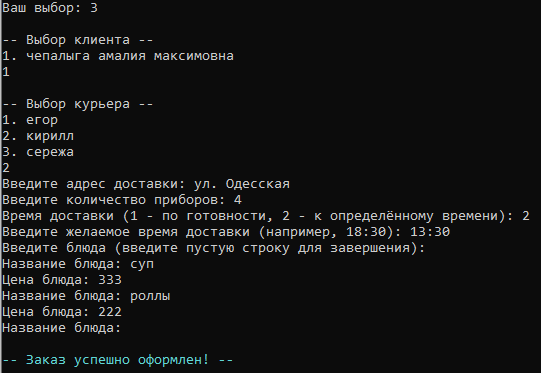 Ваш выбор: 3
-- Выбор клиента --
1. чепалыга амалия максимовна
1
-- Выбор курьера --
1. егор
2. кирилл
3. сережа
2
Введите адрес доставки: ул. Одесская
Введите количество приборов: 4
Время доставки (1 - по готовности, 2 - к определённому времени): 2
Введите желаемое время доставки (например, 18:30): 13:30
Введите блюда (введите пустую строку для завершения):
Название блюда: суп
Цена блюда: 333
Название блюда: роллы
Цена блюда: 222
Название блюда:
-- Заказ успешно оформлен! --